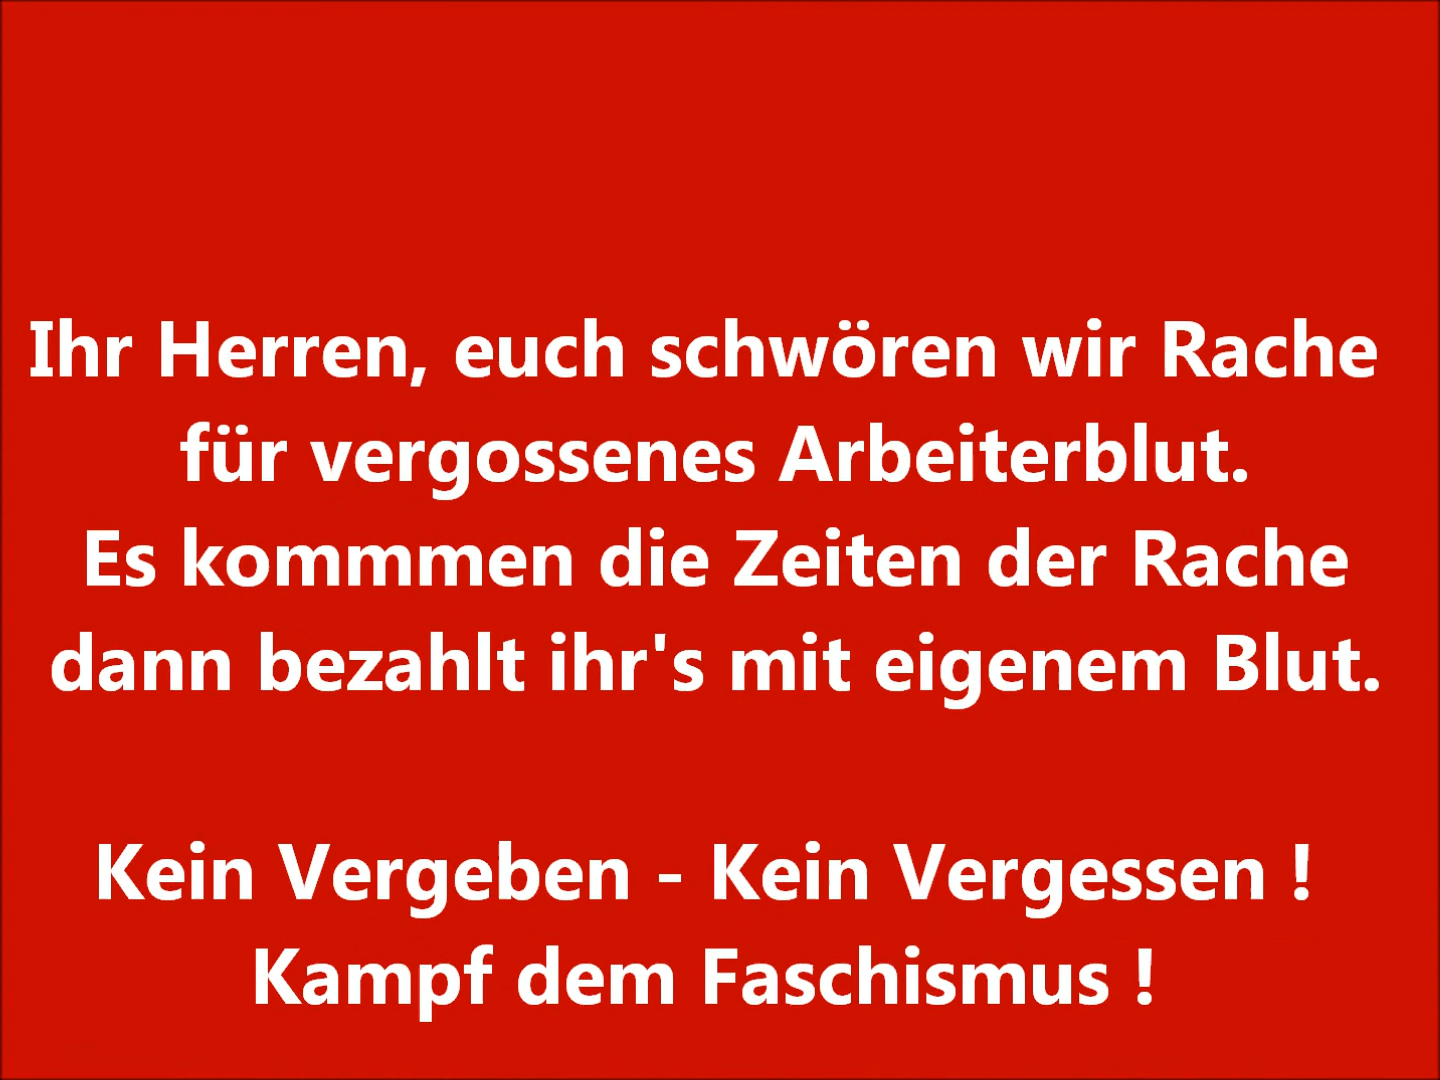 Ihr Herren, euch schwören wir Rache
für vergossenes Arbeiterblut.
Es kommmen die Zeiten der Rache
dann bezahlt ihr's mit eigenem Blut.
Kein Vergeben - Kein Vergessen !
Kampf dem Faschismus !